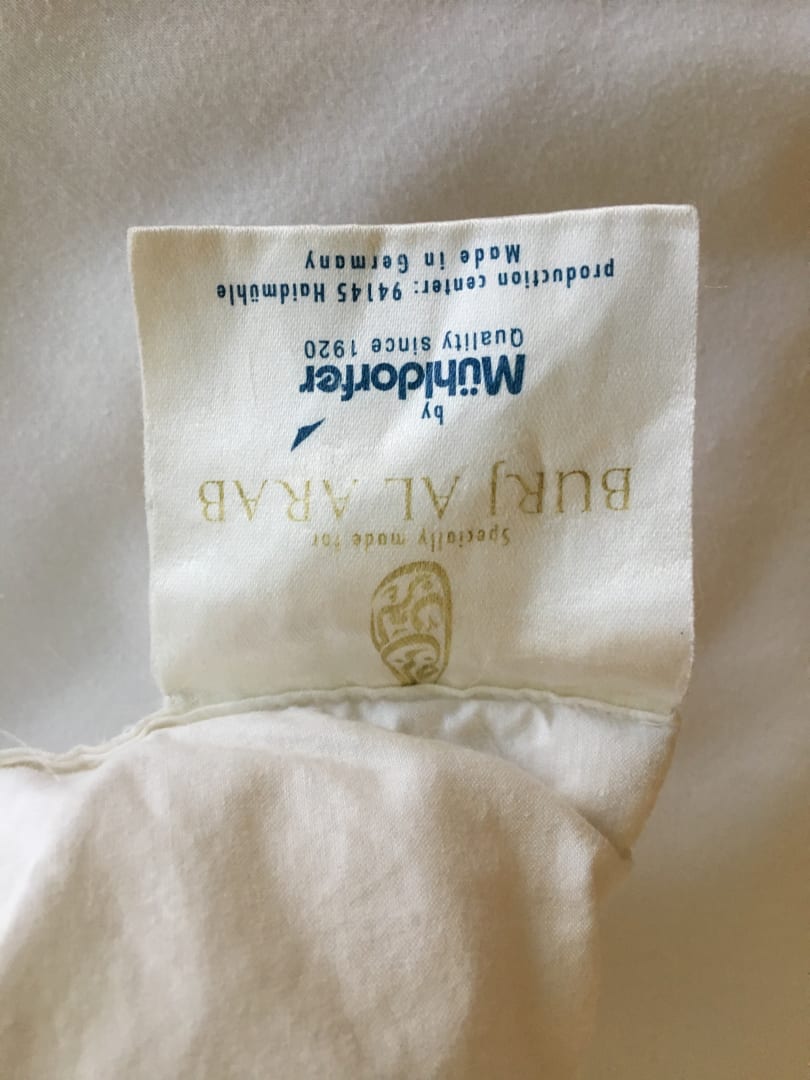 Specially made for
BURJ AL ARAB
by
Mühldorfer
Quality since 1920
production center: 94145 Haidmühle
Made in Germany